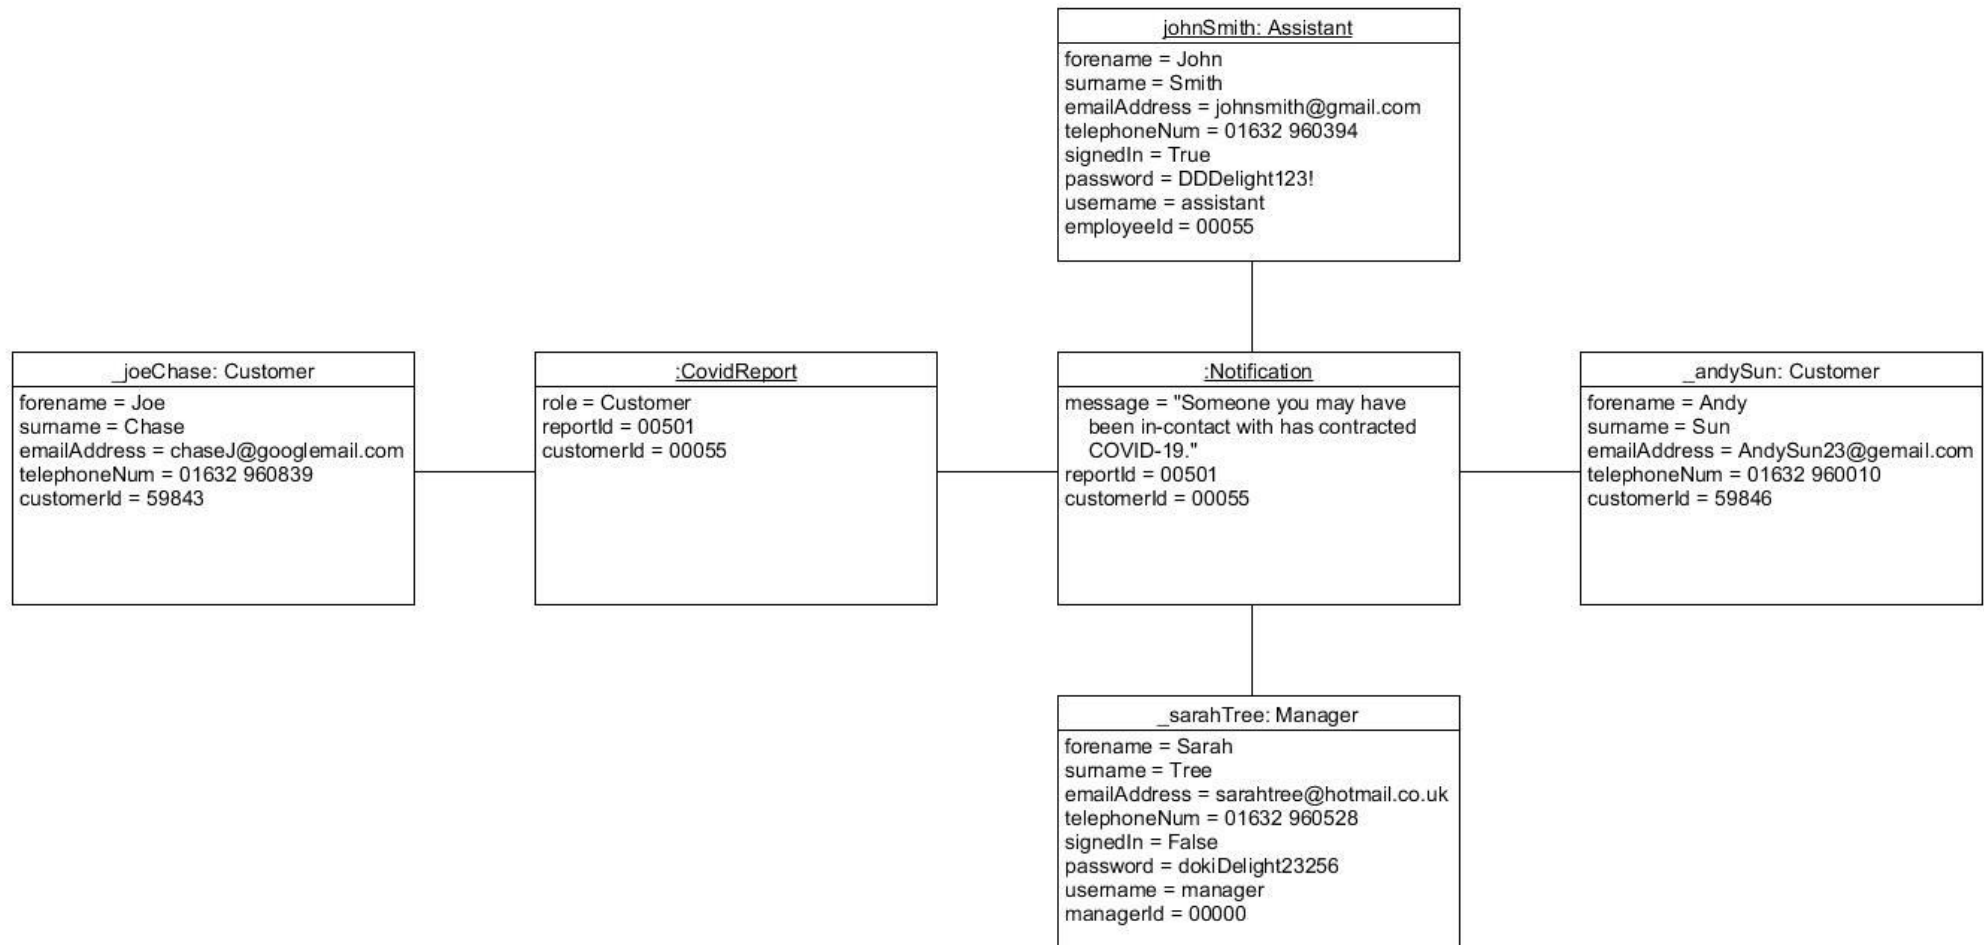 johnSmith: Assistant
forename = John
surname = Smith
emailAddress = johnsmith@gmail.com
telephoneNum = 01632 960394
signedIn = True
password = DDDelight123!
username = assistant
employeeId = 00055
_joeChase: Customer
forename = Joe
surname = Chase
emailAddress = chaseJ@googlemail.com
telephoneNum = 01632 960839
customerId = 59843
:CovidReport
role = Customer
reportId = 00501
customerId = 00055
:Notification
message = "Someone you may have
been in-contact with has contracted
COVID-19."
reportId = 00501
customerId = 00055
_andySun: Customer
forename = Andy
surname = Sun
emailAddress = AndySun23@gemail.com
telephoneNum = 01632 960010
customerId = 59846
_sarahTree: Manager
forename = Sarah
surname = Tree
emailAddress = sarahtree@hotmail.co.uk
telephoneNum = 01632 960528
signedIn = False
password = dokiDelight23256
username = manager
managerId = 00000